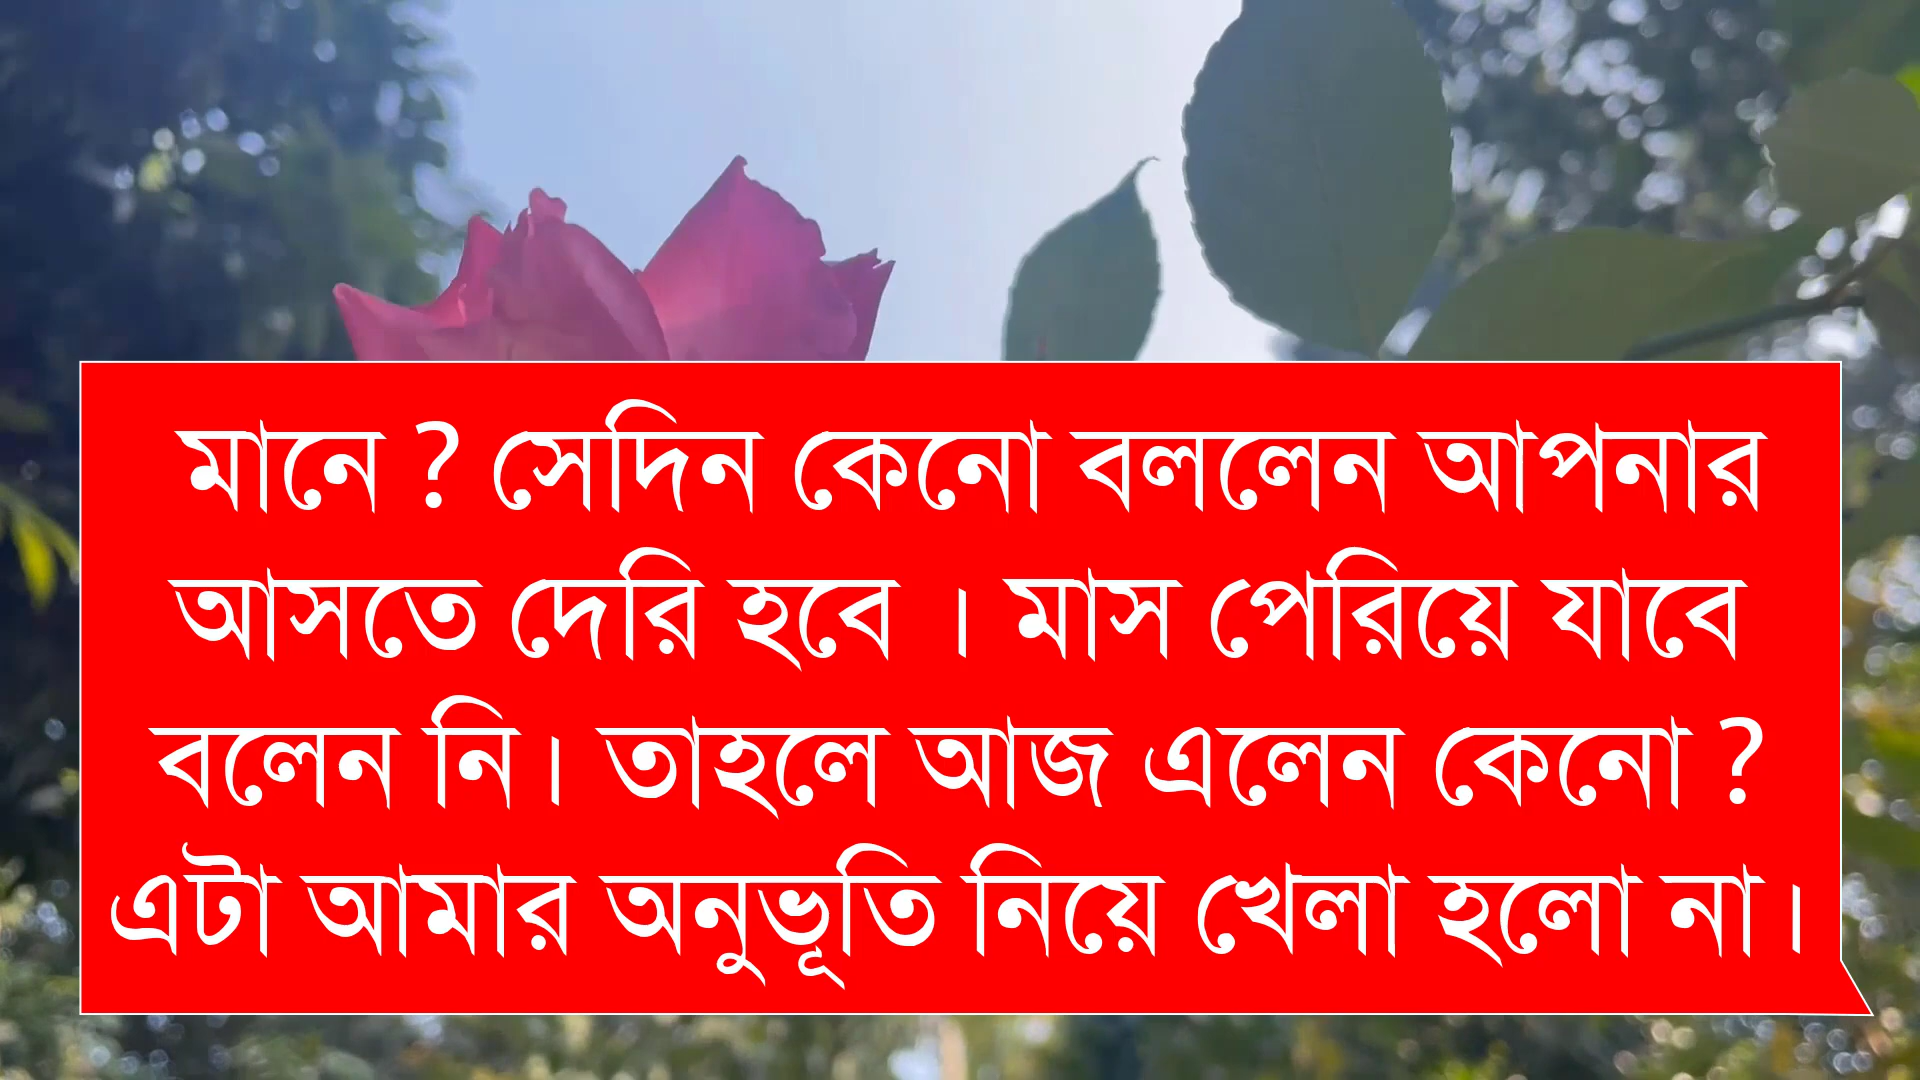 মানে ? সেদিন কেনো বললেন আপনার
আসতে দেরি হবে । মাস পেরিয়ে যাবে
বলেন নি। তাহলে আজ এলেন কেনো ?
এটা আমার অনুভূতি নিয়ে খেলা হলো না।